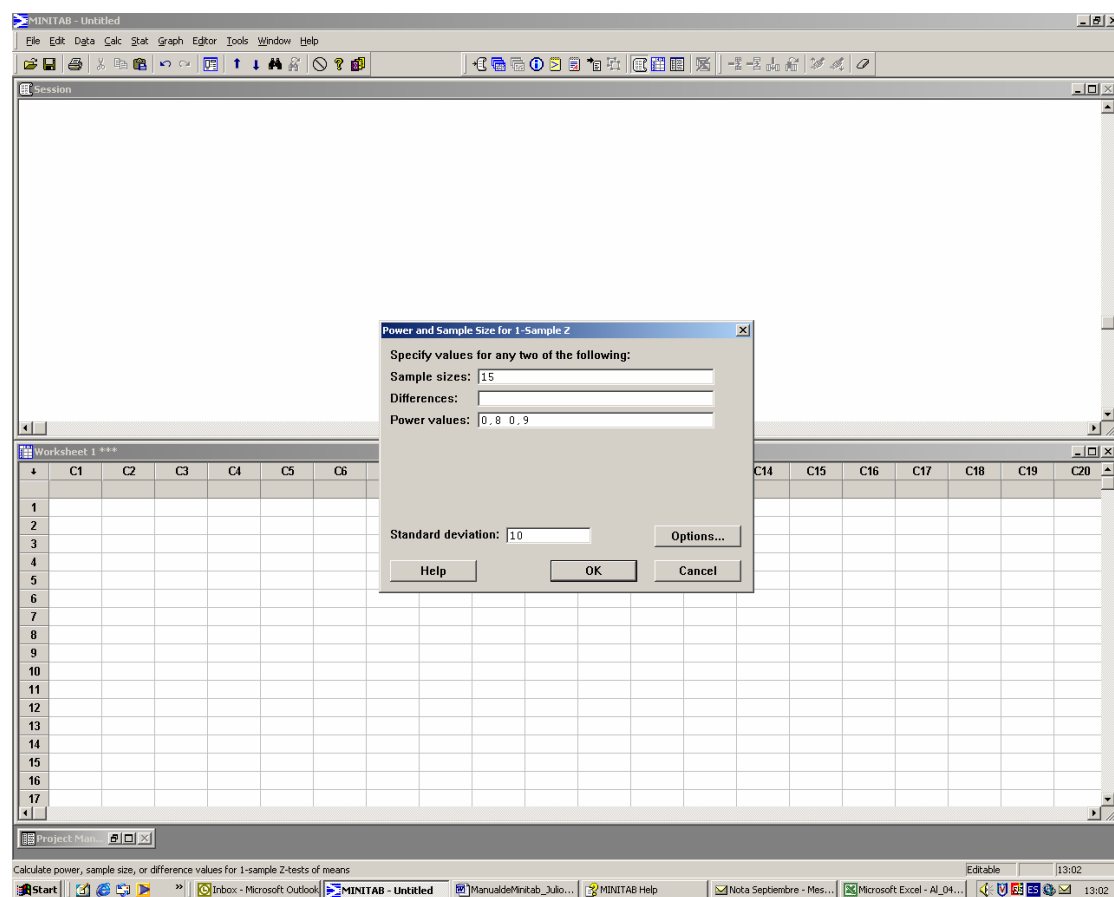 MINITAB - Untitled
File Edit Data Calc Stat Graph Editor Tools Window Help
Session
Power and Sample Size for 1-Sample Z
Specify values for any two of the following:
Sample sizes: 15
Differences:
Power values: 0,8 0,9
Standard deviation: 10
Options...
Help OK Cancel
Worksheet 1 ***
C1 C2 C3 C4 C5 C6 C14 C15 C16 C17 C18 C19 C20
1
2
3
4
5
6
7
8
9
10
11
12
13
14
15
16
17
Project Man...
Calculate power, sample size, or difference values for 1-sample Z-tests of means Editable 13:02
Start » Inbox - Microsoft Outlook MINITAB - Untitled ManualdeMinitab_Julio... MINITAB Help Nota Septiembre - Mes... Microsoft Excel - Al_04... ES 13:02